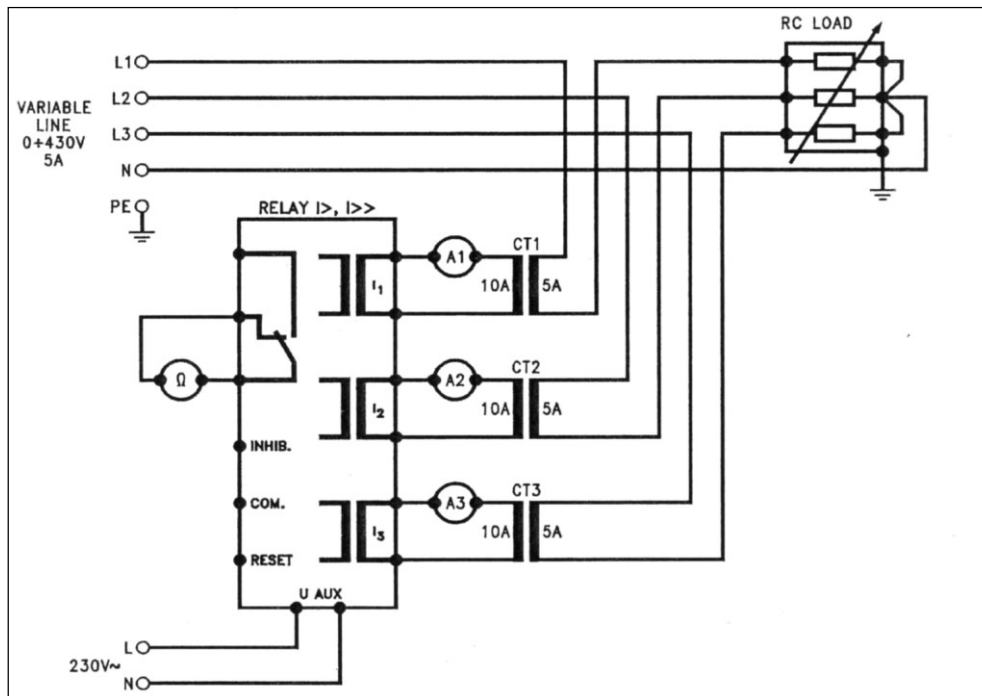 RC LOAD
L1
L2
VARIABLE
LINE
0+430V
5A
L3
N
PE
RELAY I>, I>>
A1
CT1
I1
10A
5A
Ω
A2
CT2
I2
10A
5A
INHIB.
COM.
A3
CT3
I3
10A
5A
RESET
U AUX
L
230V~
N